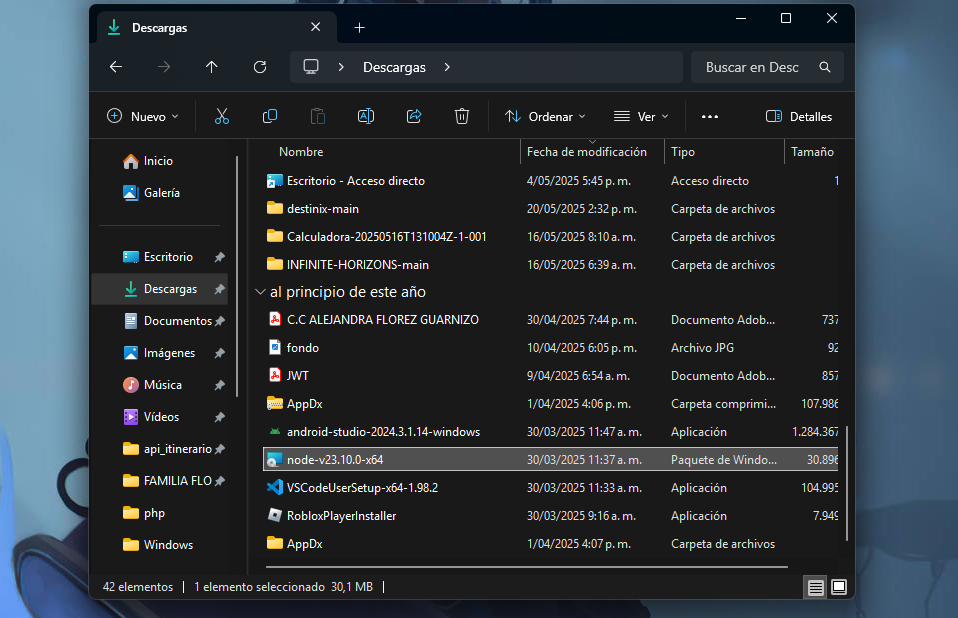 Descargas
Descargas
Buscar en Desc
Nuevo
Ordenar
Ver
Detalles
Inicio
Galería
Escritorio
Descargas
Documentos
Imágenes
Música
Vídeos
api_itinerario
FAMILIA FLO
php
Windows
Nombre Fecha de modificación Tipo Tamaño
Escritorio - Acceso directo 4/05/2025 5:45 p. m. Acceso directo 1
destinix-main 20/05/2025 2:32 p. m. Carpeta de archivos
Calculadora-20250516T131004Z-1-001 16/05/2025 8:10 a. m. Carpeta de archivos
INFINITE-HORIZONS-main 16/05/2025 6:39 a. m. Carpeta de archivos
al principio de este año
C.C ALEJANDRA FLOREZ GUARNIZO 30/04/2025 7:44 p. m. Documento Adob... 737
fondo 10/04/2025 6:05 p. m. Archivo JPG 92
JWT 9/04/2025 6:54 a. m. Documento Adob... 857
AppDx 1/04/2025 4:06 p. m. Carpeta comprimi... 107.986
android-studio-2024.3.1.14-windows 30/03/2025 11:47 a. m. Aplicación 1.284.367
node-v23.10.0-x64 30/03/2025 11:37 a. m. Paquete de Windo... 30.896
VSCodeUserSetup-x64-1.98.2 30/03/2025 11:33 a. m. Aplicación 104.995
RobloxPlayerInstaller 30/03/2025 9:16 a. m. Aplicación 7.949
AppDx 1/04/2025 4:07 p. m. Carpeta de archivos
42 elementos 1 elemento seleccionado 30,1 MB